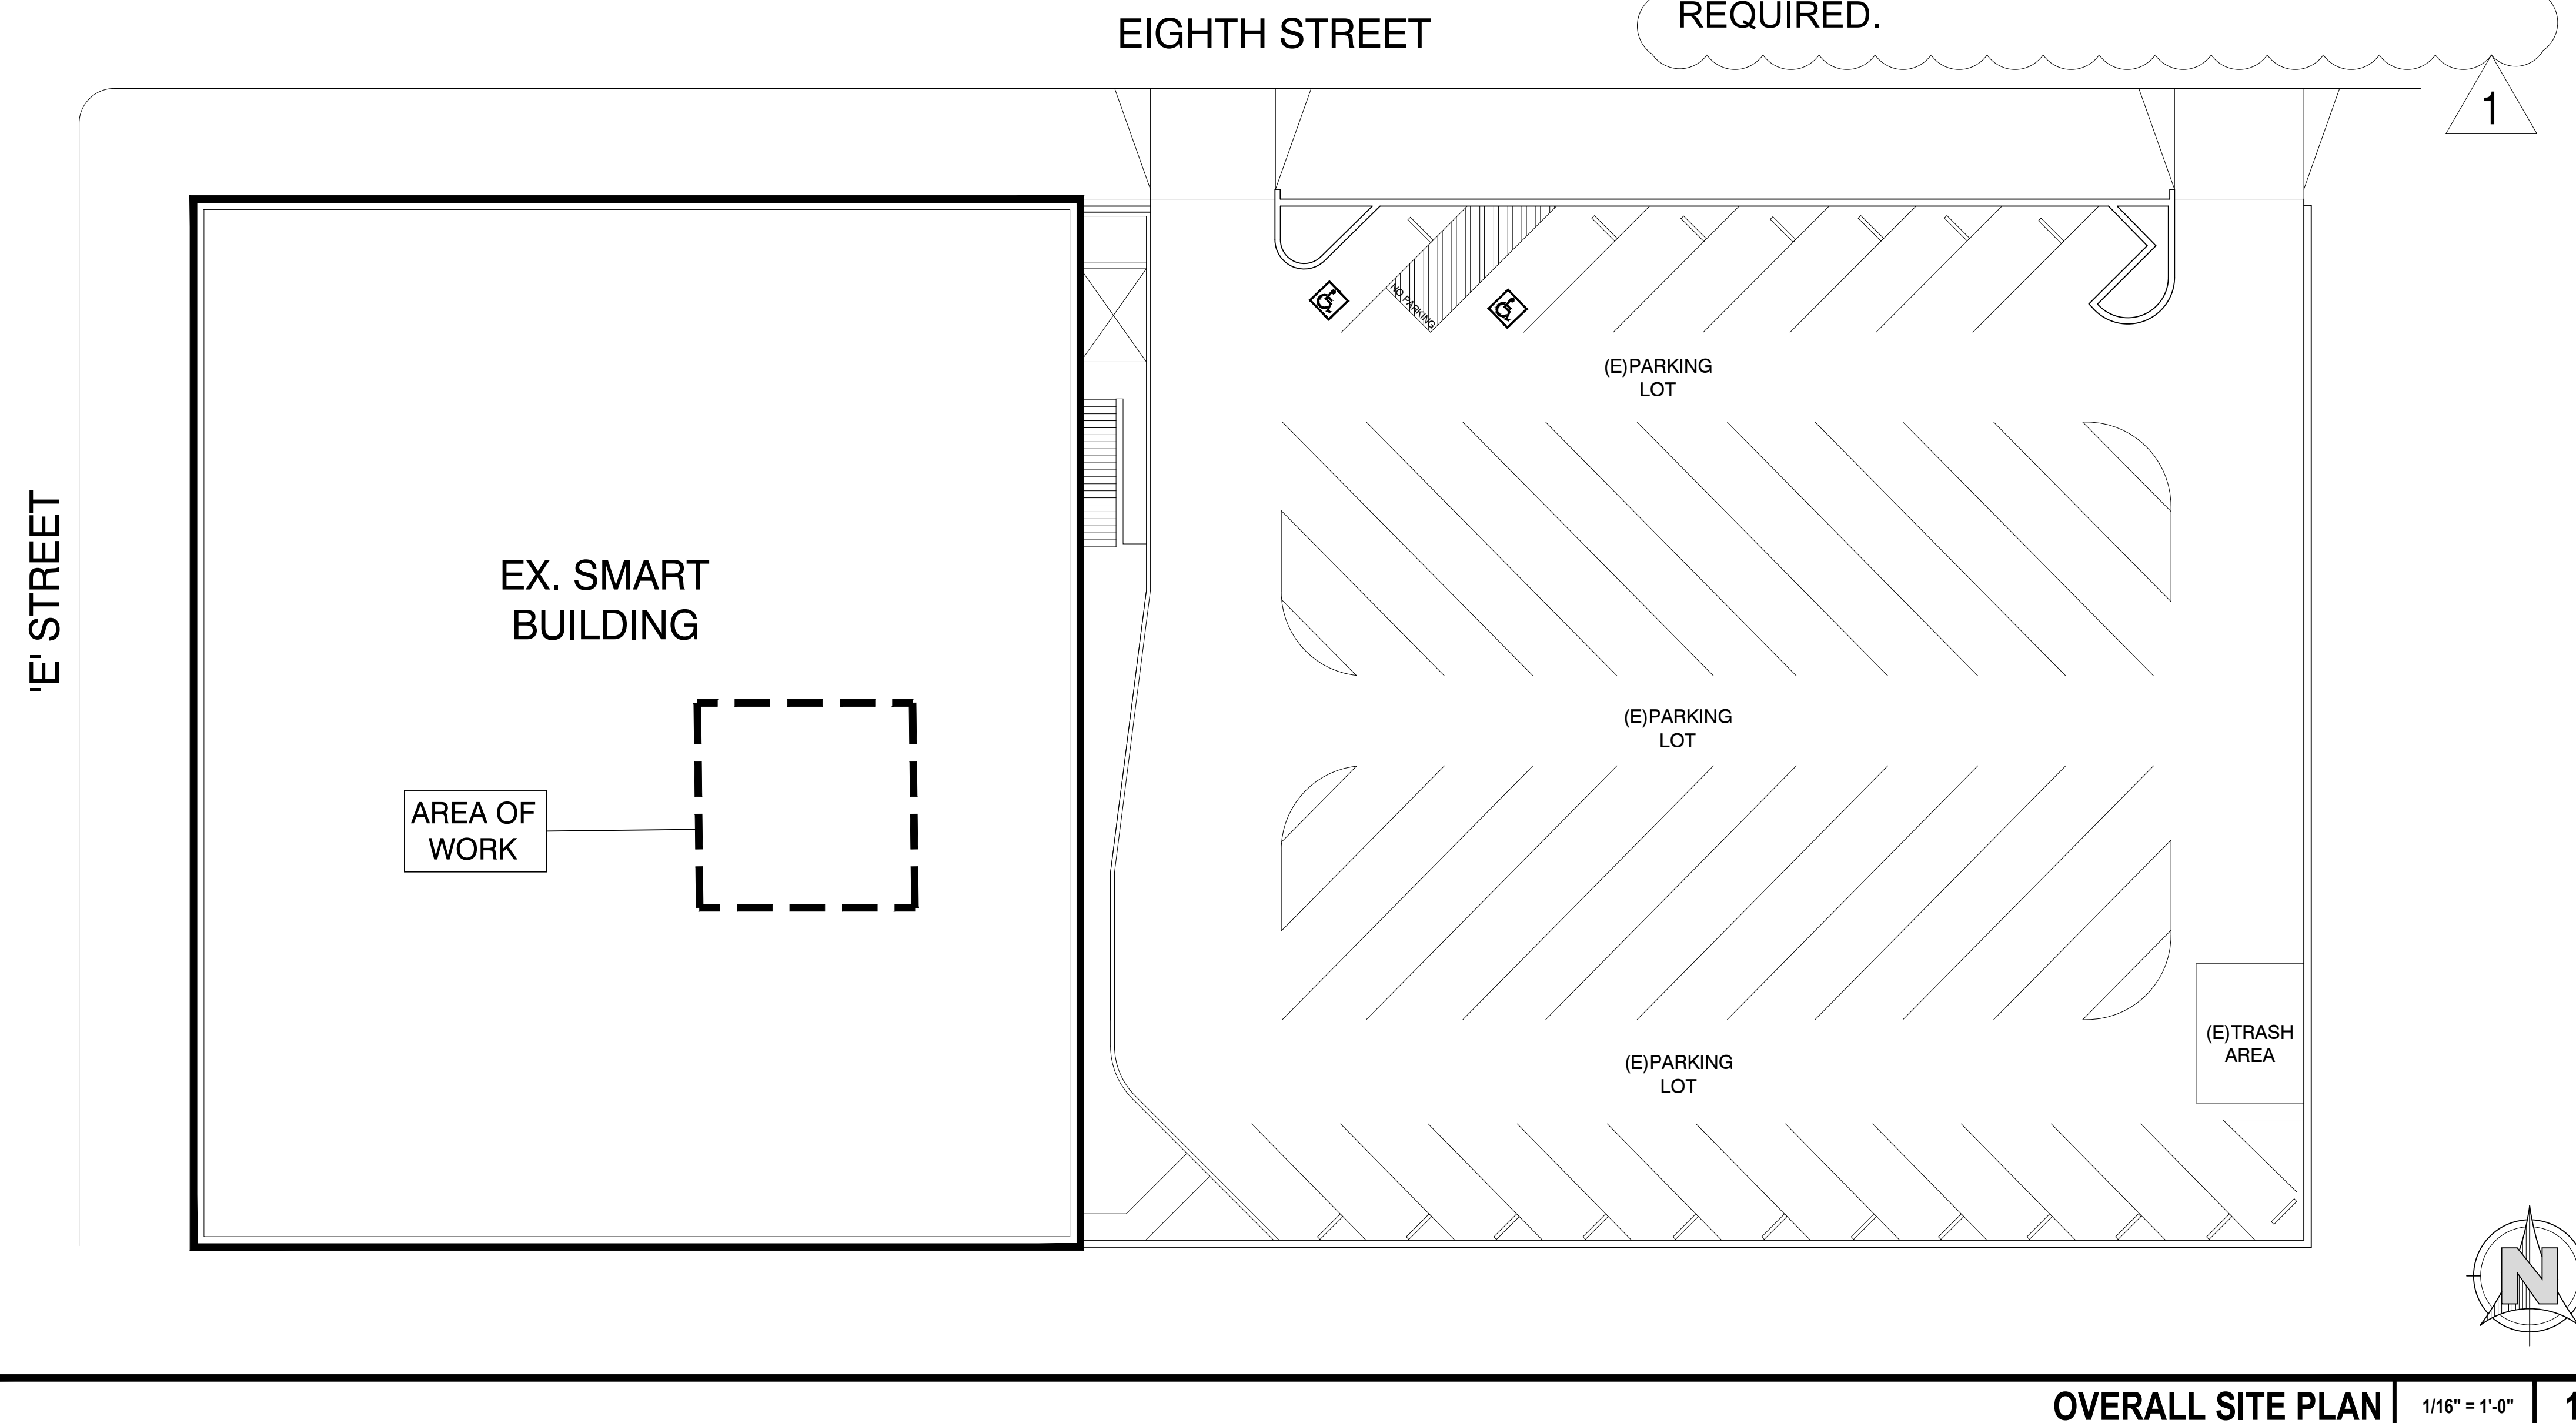 EIGHTH STREET
REQUIRED.
1
NO PARKING
(E)PARKING
LOT
'E' STREET
EX. SMART
BUILDING
(E)PARKING
LOT
AREA OF
WORK
(E)TRASH
AREA
(E)PARKING
LOT
N
OVERALL SITE PLAN
1/16" = 1'-0"